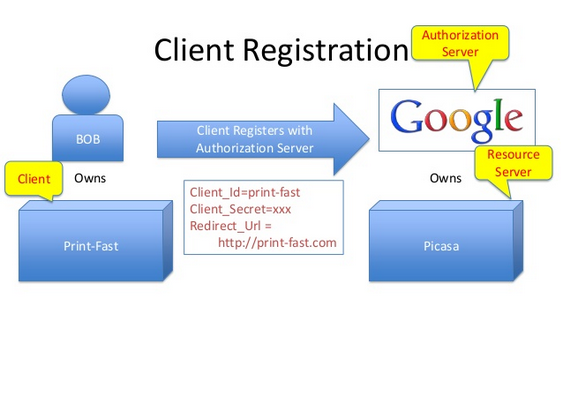 Client Registration
Authorization
Server
BOB
Client Registers with
Authorization Server
Google
Client
Owns
Owns
Resource
Server
Client_Id=print-fast
Client_Secret=xxx
Redirect_Url =
http://print-fast.com
Print-Fast
Picasa